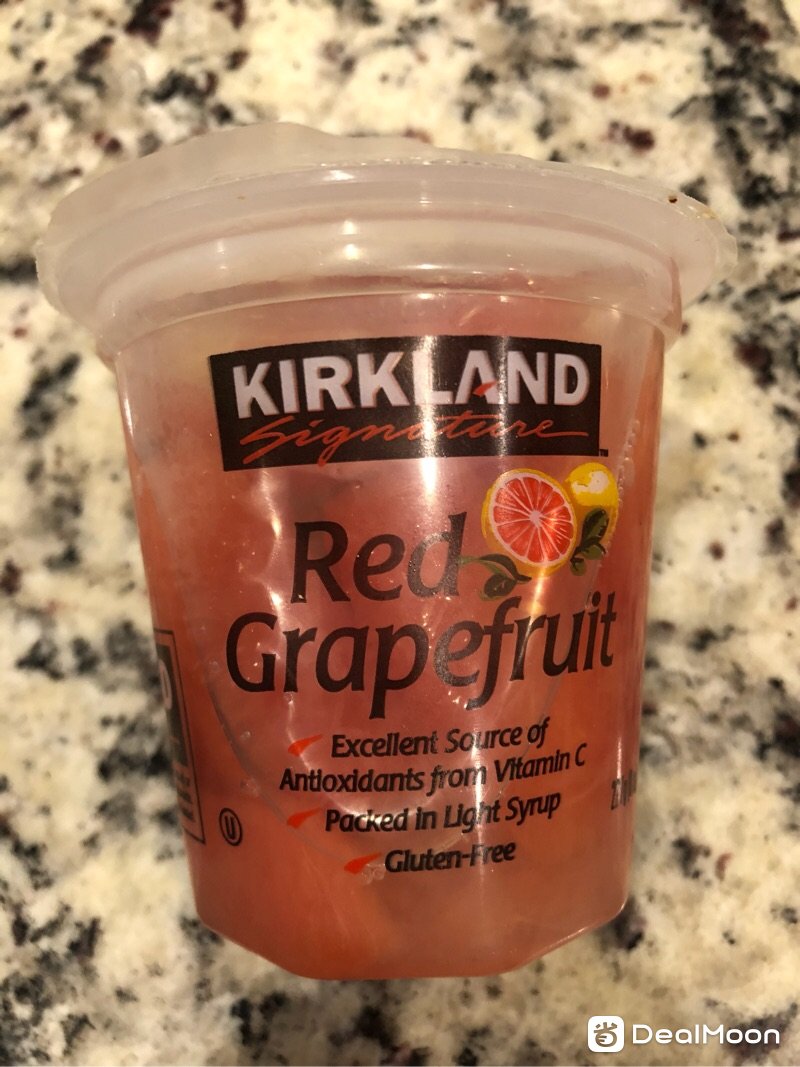 KIRKLAND
Signature
Red
Grapefruit
Excellent Source of
Antioxidants from Vitamin C
Packed in Light Syrup
Gluten-Free
U
DealMoon